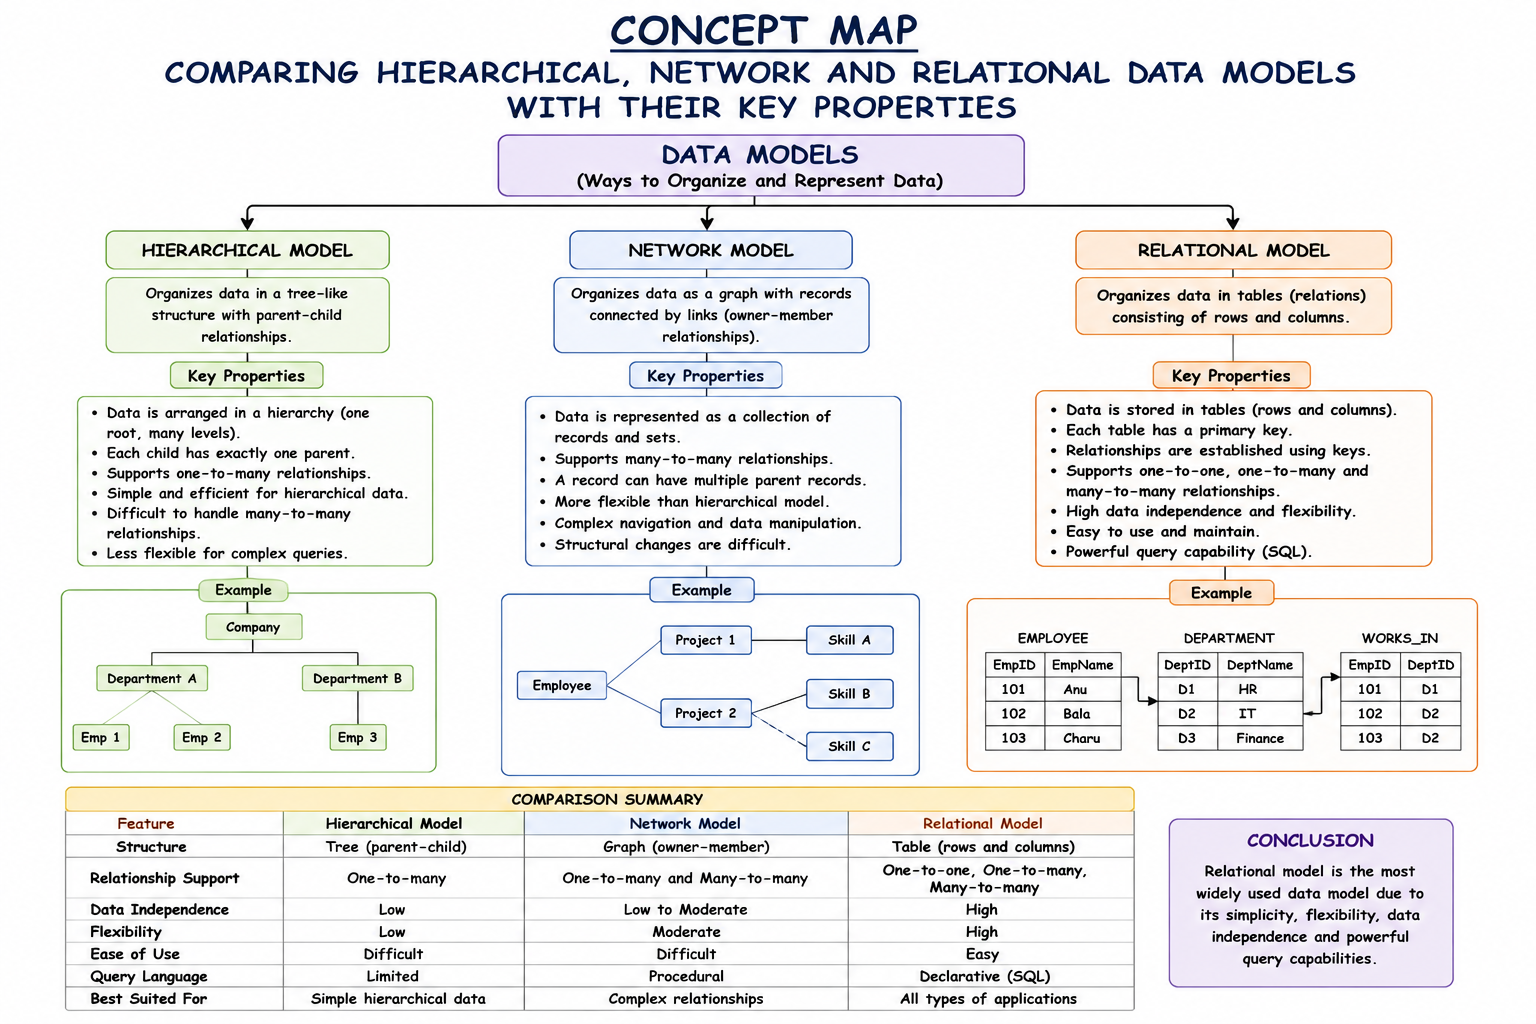 CONCEPT MAP
COMPARING HIERARCHICAL, NETWORK AND RELATIONAL DATA MODELS
WITH THEIR KEY PROPERTIES
DATA MODELS
(Ways to Organize and Represent Data)
HIERARCHICAL MODEL
Organizes data in a tree-like
structure with parent-child
relationships.
Key Properties
• Data is arranged in a hierarchy (one
root, many levels).
• Each child has exactly one parent.
• Supports one-to-many relationships.
• Simple and efficient for hierarchical data.
• Difficult to handle many-to-many
relationships.
• Less flexible for complex queries.
Example
Company
Department A Department B
Emp 1 Emp 2 Emp 3
NETWORK MODEL
Organizes data as a graph with records
connected by links (owner-member
relationships).
Key Properties
• Data is represented as a collection of
records and sets.
• Supports many-to-many relationships.
• A record can have multiple parent records.
• More flexible than hierarchical model.
• Complex navigation and data manipulation.
• Structural changes are difficult.
Example
Employee
Project 1
Project 2
Skill A
Skill B
Skill C
RELATIONAL MODEL
Organizes data in tables (relations)
consisting of rows and columns.
Key Properties
• Data is stored in tables (rows and columns).
• Each table has a primary key.
• Relationships are established using keys.
• Supports one-to-one, one-to-many and
many-to-many relationships.
• High data independence and flexibility.
• Easy to use and maintain.
• Powerful query capability (SQL).
Example
EMPLOYEE
EmpID EmpName
101 Anu
102 Bala
103 Charu
DEPARTMENT
DeptID DeptName
D1 HR
D2 IT
D3 Finance
WORKS_IN
EmpID DeptID
101 D1
102 D2
103 D2
COMPARISON SUMMARY
Feature Hierarchical Model Network Model Relational Model
Structure Tree (parent-child) Graph (owner-member) Table (rows and columns)
Relationship Support One-to-many One-to-many and Many-to-many One-to-one, One-to-many,
Many-to-many
Data Independence Low Low to Moderate High
Flexibility Low Moderate High
Ease of Use Difficult Difficult Easy
Query Language Limited Procedural Declarative (SQL)
Best Suited For Simple hierarchical data Complex relationships All types of applications
CONCLUSION
Relational model is the most
widely used data model due to
its simplicity, flexibility, data
independence and powerful
query capabilities.